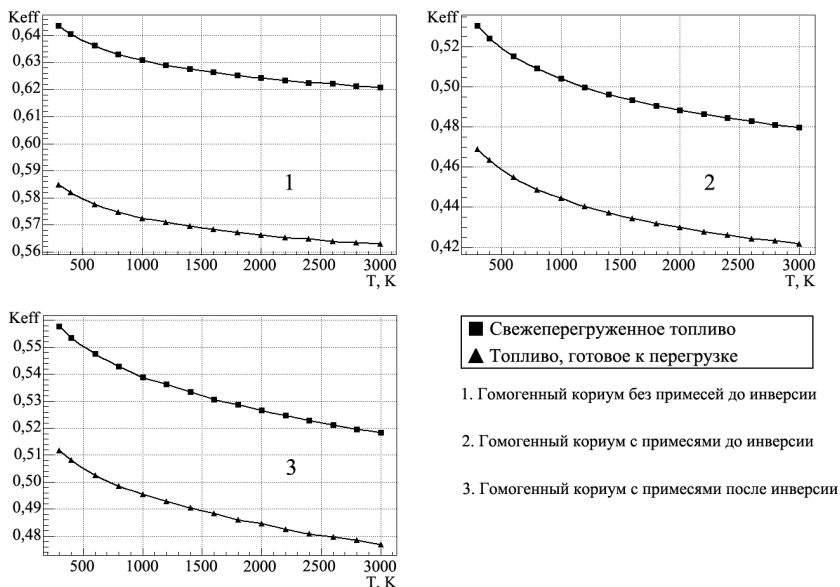 Keff
0,64
0,63
0,62
0,61
0,60
0,59
0,58
0,57
0,56
1
500 1000 1500 2000 2500 3000
T, K
Keff
0,52
0,50
0,48
0,46
0,44
0,42
2
500 1000 1500 2000 2500 3000
T, K
Keff
0,55
0,54
0,53
0,52
0,51
0,50
0,49
0,48
3
500 1000 1500 2000 2500 3000
T, K
Свежеперегруженное топливо
Топливо, готовое к перегрузке
1. Гомогенный кориум без примесей до инверсии
2. Гомогенный кориум с примесями до инверсии
3. Гомогенный кориум с примесями после инверсии